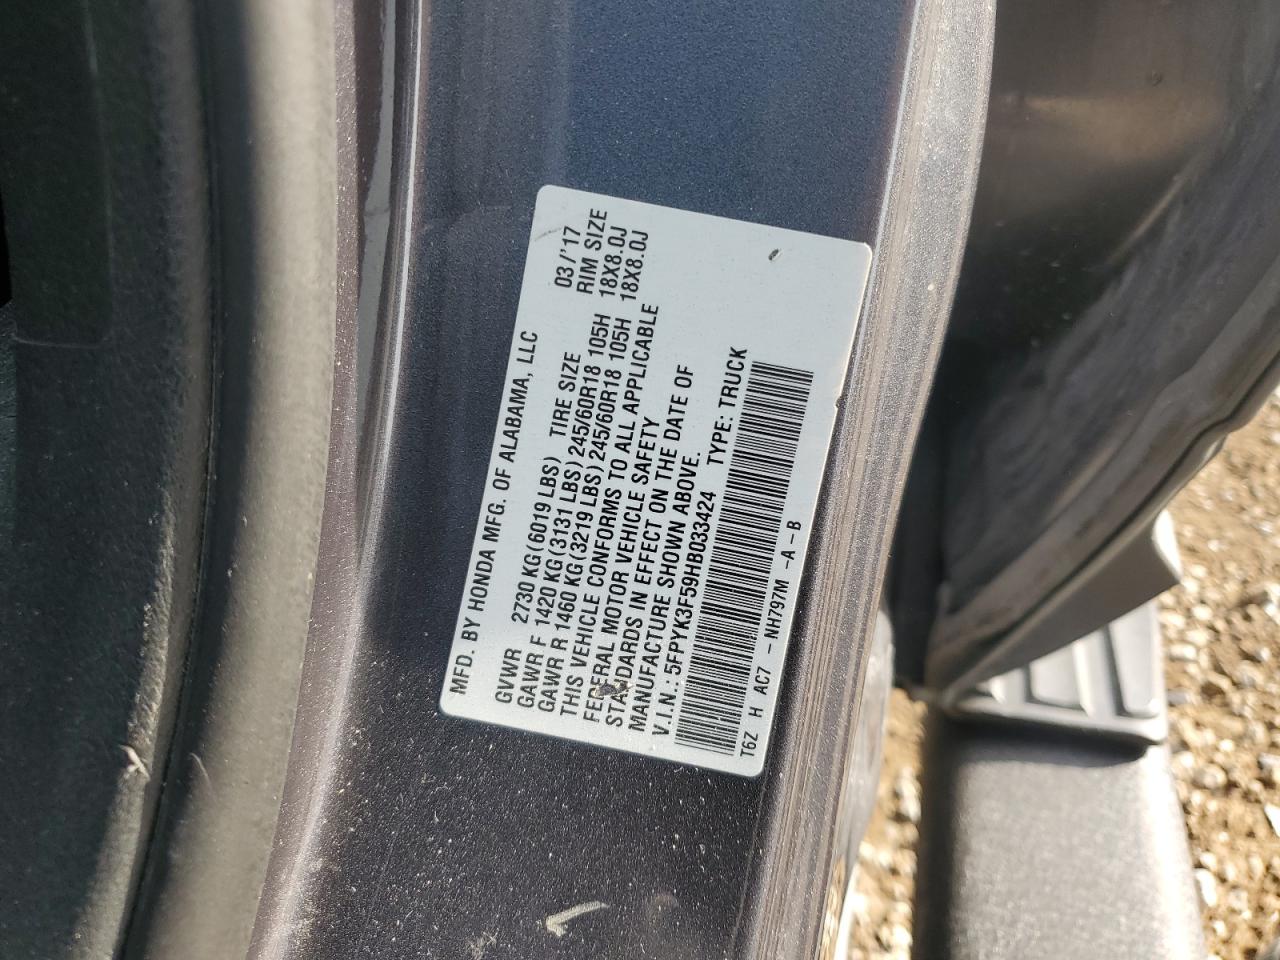 MFD. BY HONDA MFG. OF ALABAMA, LLC 03/'17
GVWR 2730 KG(6019 LBS) TIRE SIZE RIM SIZE
GAWR F 1420 KG(3131 LBS)245/60R18 105H 18X8.0J
GAWR R 1460 KG(3219 LBS)245/60R18 105H 18X8.0J
THIS VEHICLE CONFORMS TO ALL APPLICABLE
FEDERAL MOTOR VEHICLE SAFETY
STANDARDS IN EFFECT ON THE DATE OF
MANUFACTURE SHOWN ABOVE.
V.I.N.: 5FPYK3F59HB033424 TYPE: TRUCK
T6Z H AC7 - NH797M -A-B